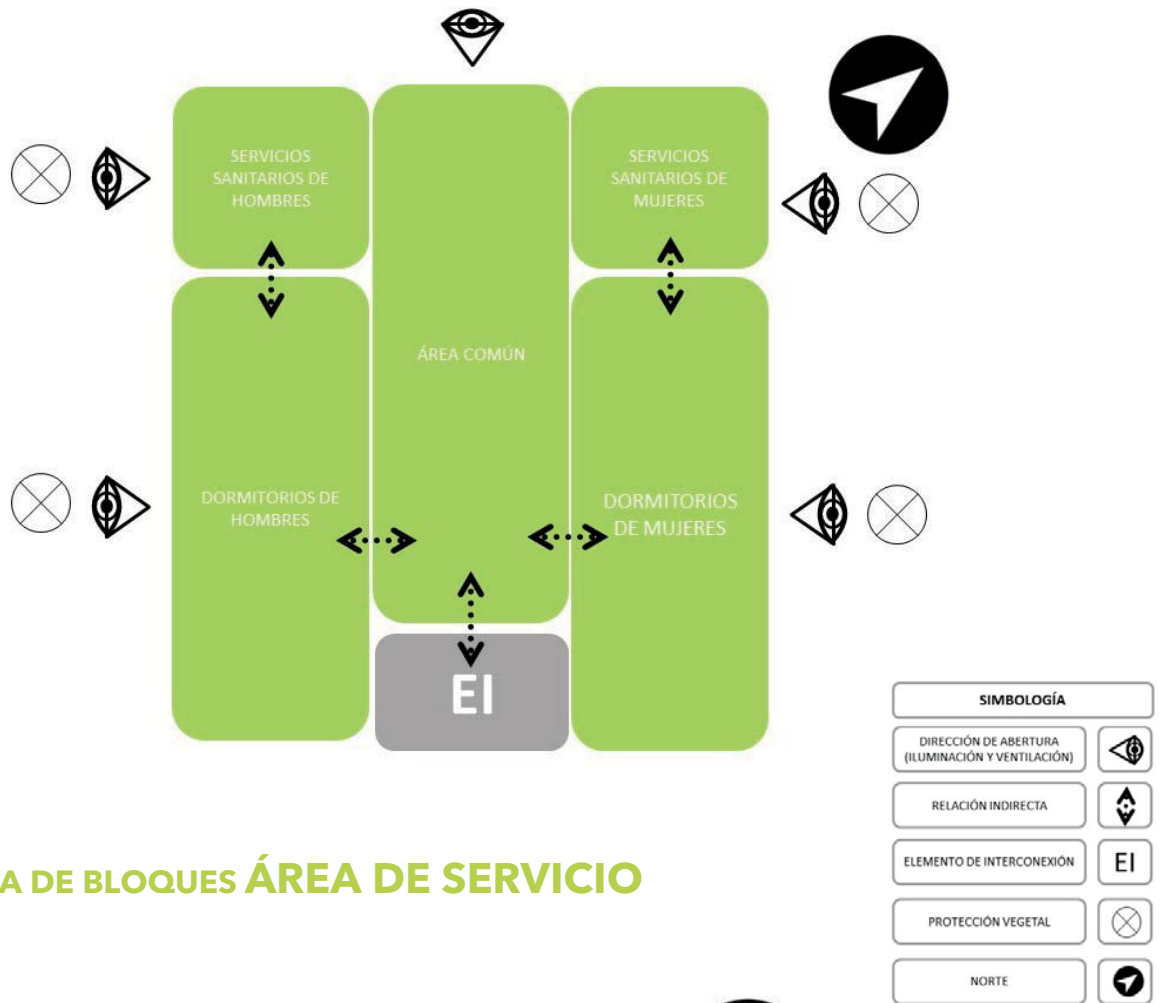 SERVICIOS
SANITARIOS DE
HOMBRES
SERVICIOS
SANITARIOS DE
MUJERES
ÁREA COMÚN
DORMITORIOS DE
HOMBRES
DORMITORIOS
DE MUJERES
EI
SIMBOLOGÍA
DIRECCIÓN DE ABERTURA
(ILUMINACIÓN Y VENTILACIÓN)
RELACIÓN INDIRECTA
ELEMENTO DE INTERCONEXIÓN
EI
PROTECCIÓN VEGETAL
NORTE
A DE BLOQUES ÁREA DE SERVICIO